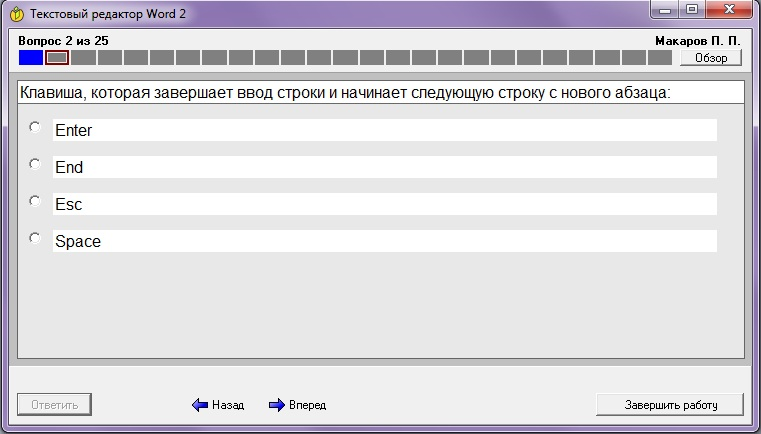 Текстовый редактор Word 2
Вопрос 2 из 25
Макаров П. П.
Обзор
Клавиша, которая завершает ввод строки и начинает следующую строку с нового абзаца:
Enter
End
Esc
Space
Ответить
Назад
Вперед
Завершить работу